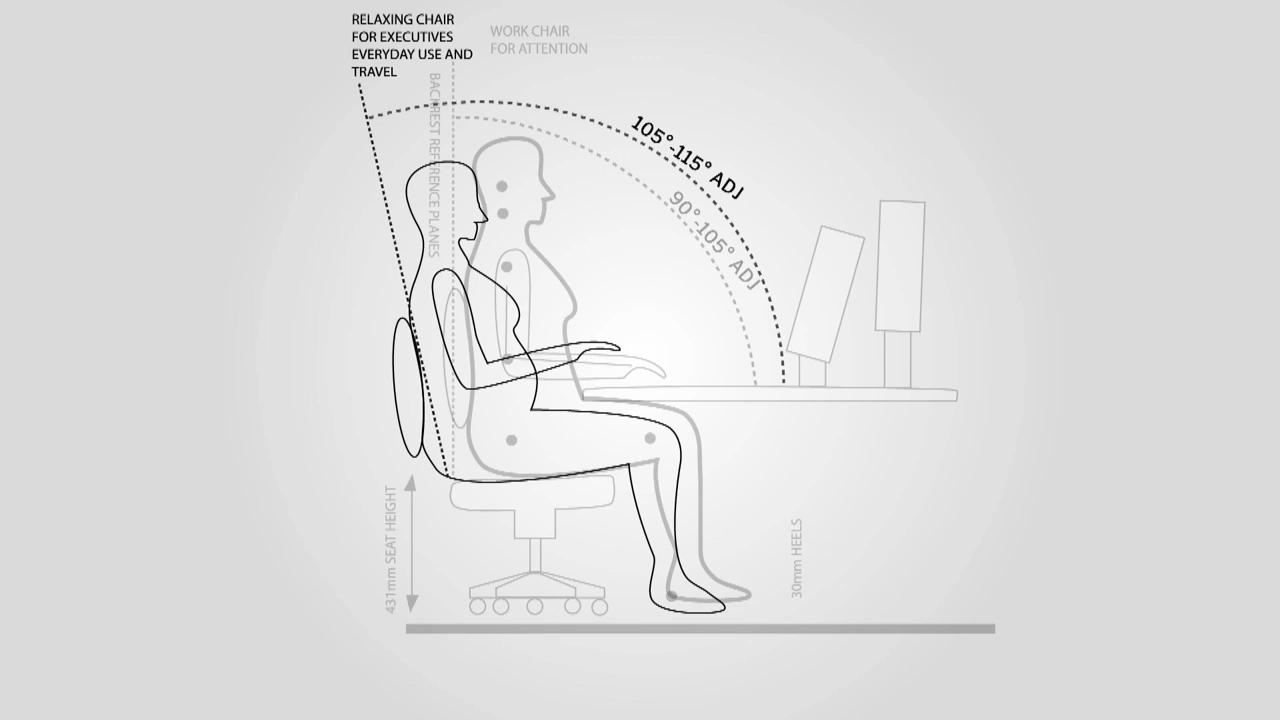 RELAXING CHAIR
FOR EXECUTIVES
EVERYDAY USE AND
TRAVEL
WORK CHAIR
FOR ATTENTION
BACKREST REFERENCE PLANES
105°-115° ADJ
90°-105° ADJ
431mm SEAT HEIGHT
30mm HEELS